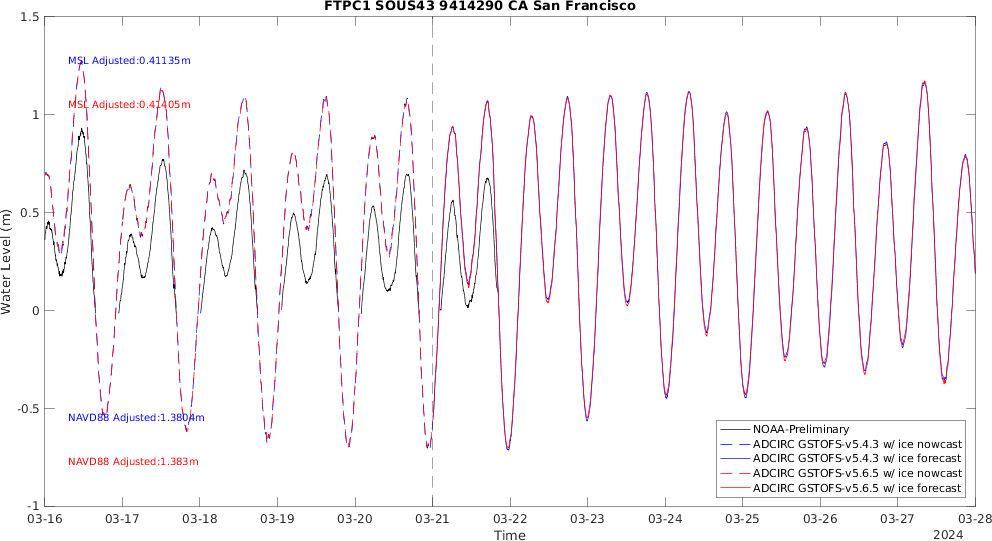 FTPC1 SOUS43 9414290 CA San Francisco
1.5
MSL Adjusted:0.41135m
MSL Adjusted:0.41405m
1
0.5
0
-0.5
-1
Water Level (m)
NAVD88 Adjusted:1.3804m
NAVD88 Adjusted:1.383m
NOAA-Preliminary
ADCIRC GSTOFS-v5.4.3 w/ ice nowcast
ADCIRC GSTOFS-v5.4.3 w/ ice forecast
ADCIRC GSTOFS-v5.6.5 w/ ice nowcast
ADCIRC GSTOFS-v5.6.5 w/ ice forecast
03-16 03-17 03-18 03-19 03-20 03-21 03-22 03-23 03-24 03-25 03-26 03-27 03-28
Time
2024